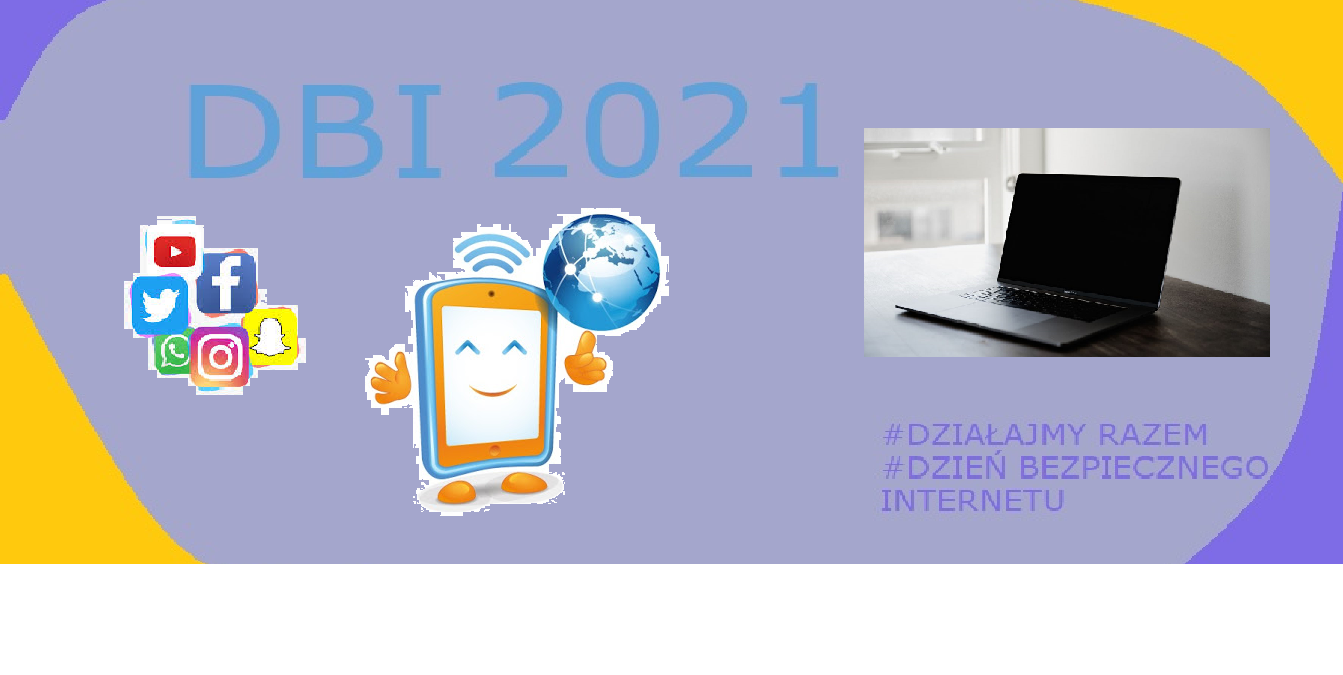 DBI 2021
#DZIAŁAJMY RAZEM
#DZIEŃ BEZPIECZNEGO
INTERNETU